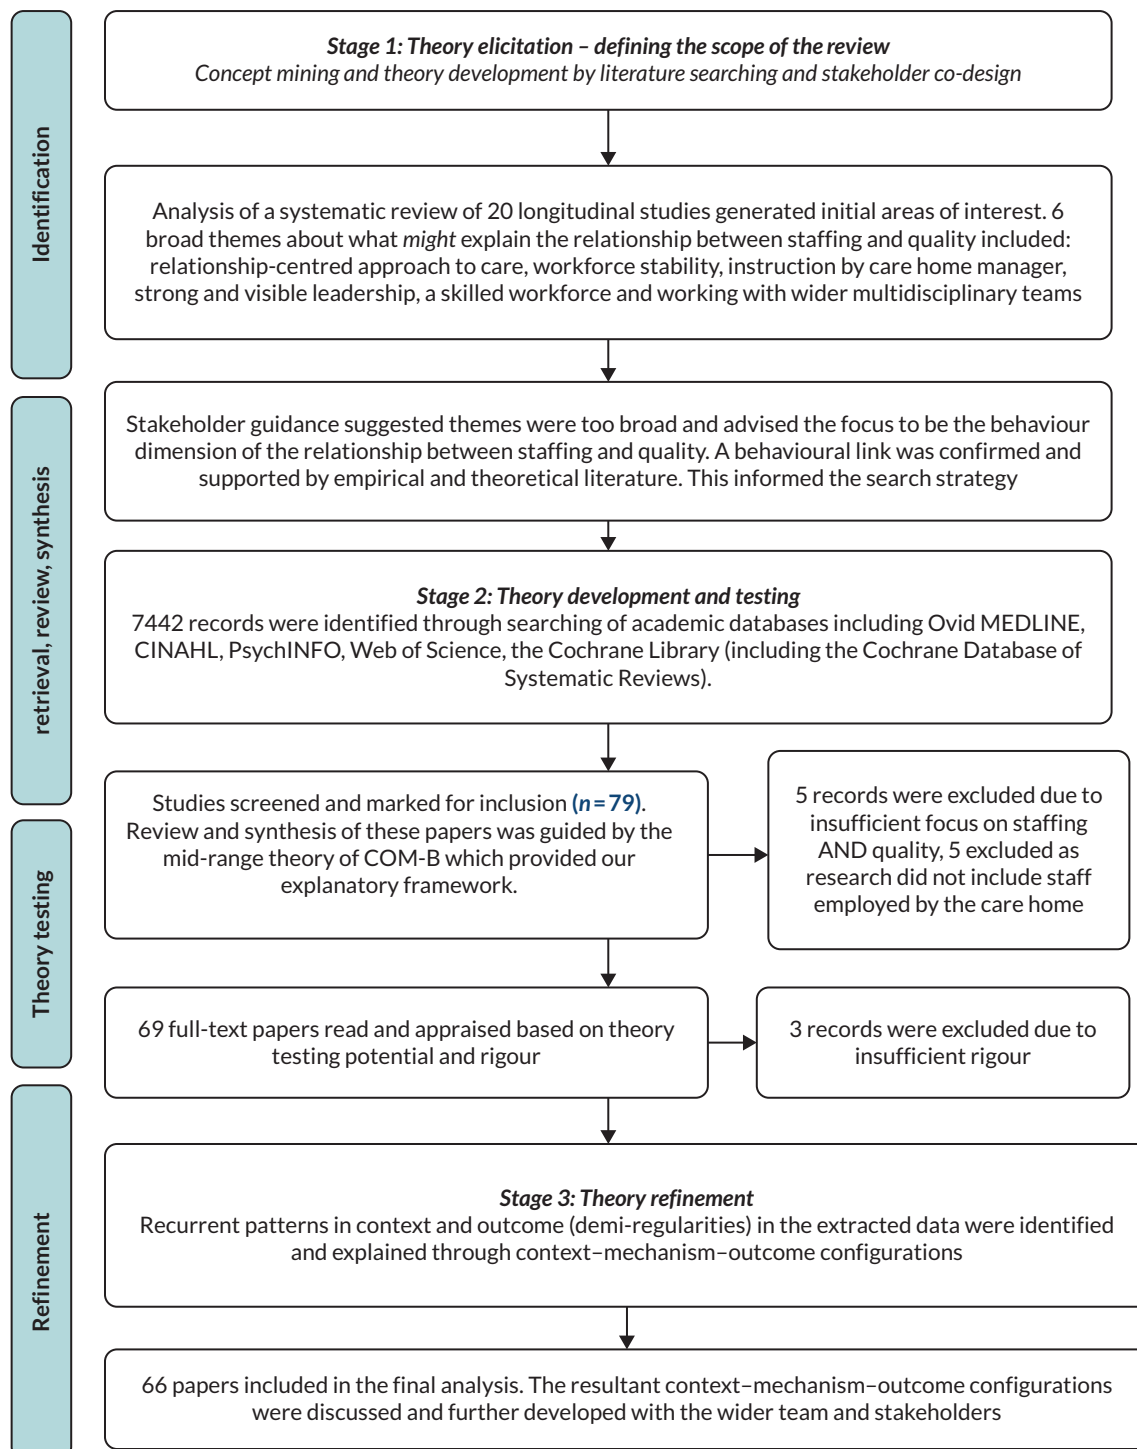 Identification
Stage 1: Theory elicitation – defining the scope of the review
Concept mining and theory development by literature searching and stakeholder co-design
Analysis of a systematic review of 20 longitudinal studies generated initial areas of interest. 6
broad themes about what might explain the relationship between staffing and quality included:
relationship-centred approach to care, workforce stability, instruction by care home manager,
strong and visible leadership, a skilled workforce and working with wider multidisciplinary teams
retrieval, review, synthesis
Stakeholder guidance suggested themes were too broad and advised the focus to be the behaviour
dimension of the relationship between staffing and quality. A behavioural link was confirmed and
supported by empirical and theoretical literature. This informed the search strategy
Stage 2: Theory development and testing
7442 records were identified through searching of academic databases including Ovid MEDLINE,
CINAHL, PsychINFO, Web of Science, the Cochrane Library (including the Cochrane Database of
Systematic Reviews).
Theory testing
Studies screened and marked for inclusion (n=79).
Review and synthesis of these papers was guided by the
mid-range theory of COM-B which provided our
explanatory framework.
5 records were excluded due to
insufficient focus on staffing
AND quality, 5 excluded as
research did not include staff
employed by the care home
69 full-text papers read and appraised based on theory
testing potential and rigour
3 records were excluded due to
insufficient rigour
Refinement
Stage 3: Theory refinement
Recurrent patterns in context and outcome (demi-regularities) in the extracted data were identified
and explained through context–mechanism–outcome configurations
66 papers included in the final analysis. The resultant context–mechanism–outcome configurations
were discussed and further developed with the wider team and stakeholders